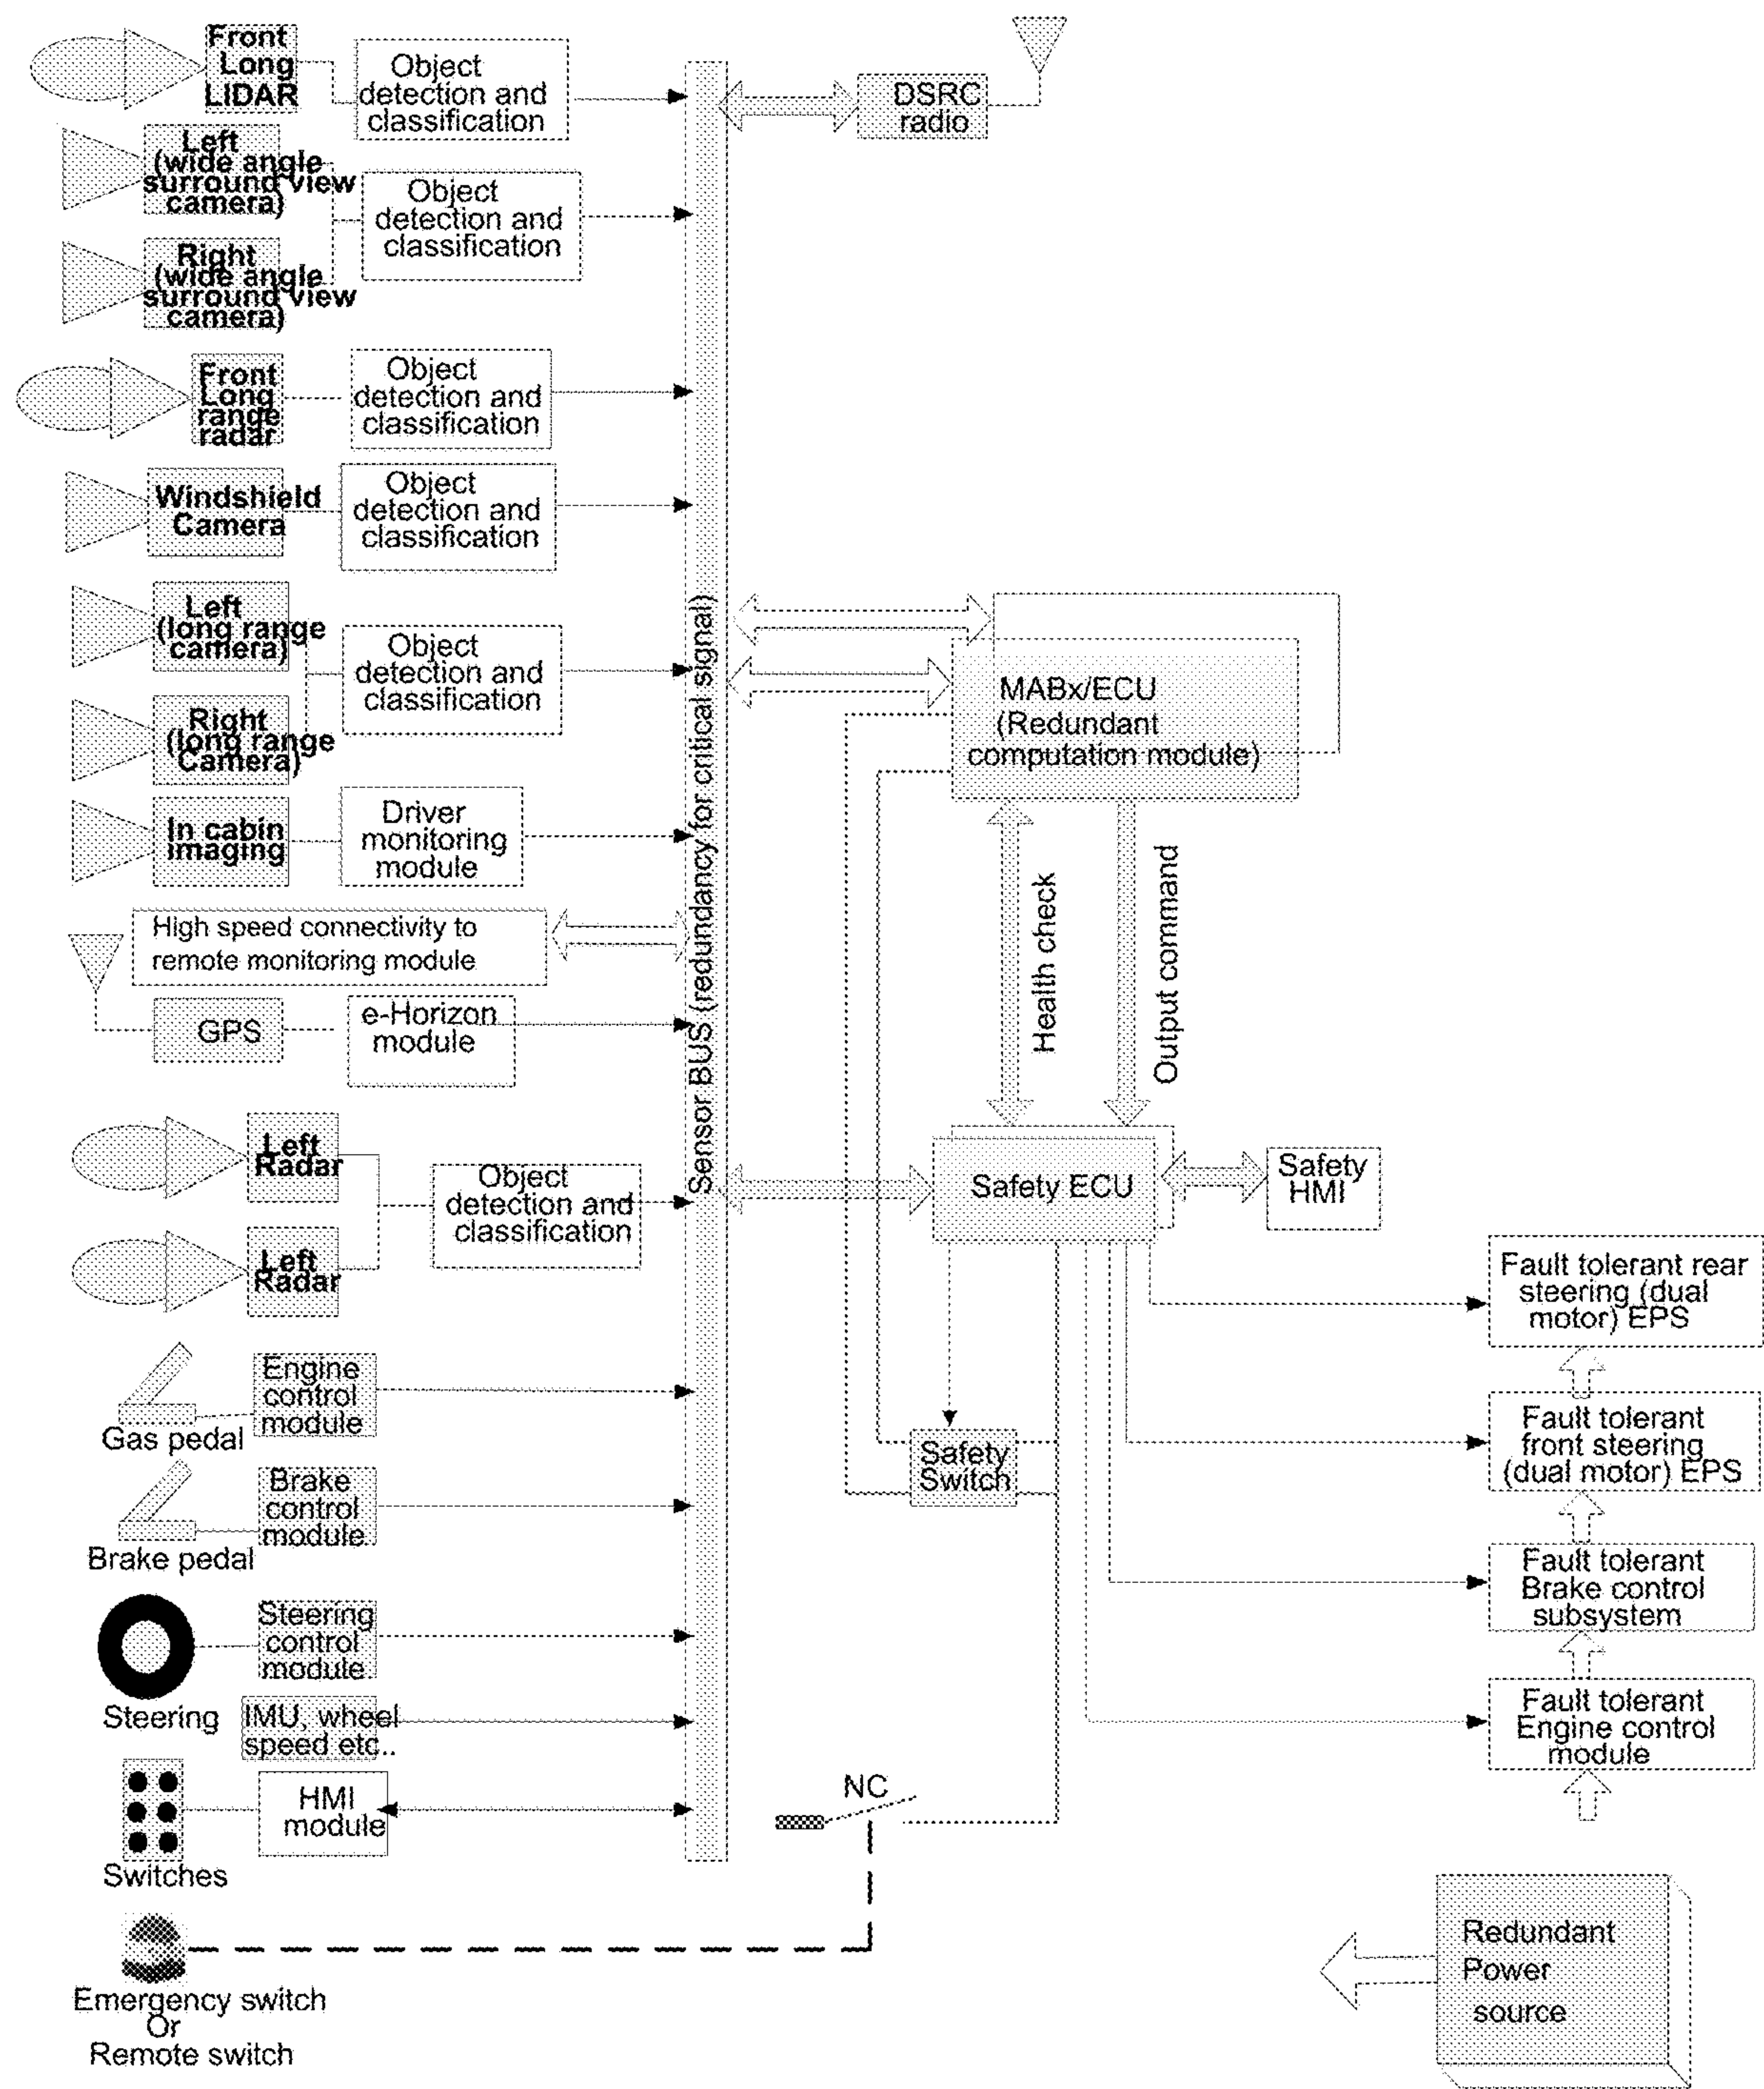 Front
Long
LIDAR
Object
detection and
classification
DSRC
radio
Left
(wide angle
surround view
camera)
Object
detection and
classification
Right
(wide angle
surround view
camera)
Front
Long
range
radar
Object
detection and
classification
Windshield
Camera
Object
detection and
classification
Left
(long range
camera)
Object
detection and
classification
Right
(long range
Camera)
In cabin
imaging
Driver
monitoring
module
High speed connectivity to
remote monitoring module
GPS
e-Horizon
module
Left
Radar
Object
detection and
classification
Left
Radar
Engine
control
module
Gas pedal
Brake
control
module
Brake pedal
Steering
control
module
Steering
IMU, wheel
speed etc..
HMI
module
Switches
Emergency switch
Or
Remote switch
Sensor BUS (redundancy for critical signal)
MABx/ECU
(Redundant
computation module)
Health check
Output command
Safety ECU
Safety
HMI
Safety
Switch
NC
Fault tolerant rear
steering (dual
motor) EPS
Fault tolerant
front steering
(dual motor) EPS
Fault tolerant
Brake control
subsystem
Fault tolerant
Engine control
module
Redundant
Power
source